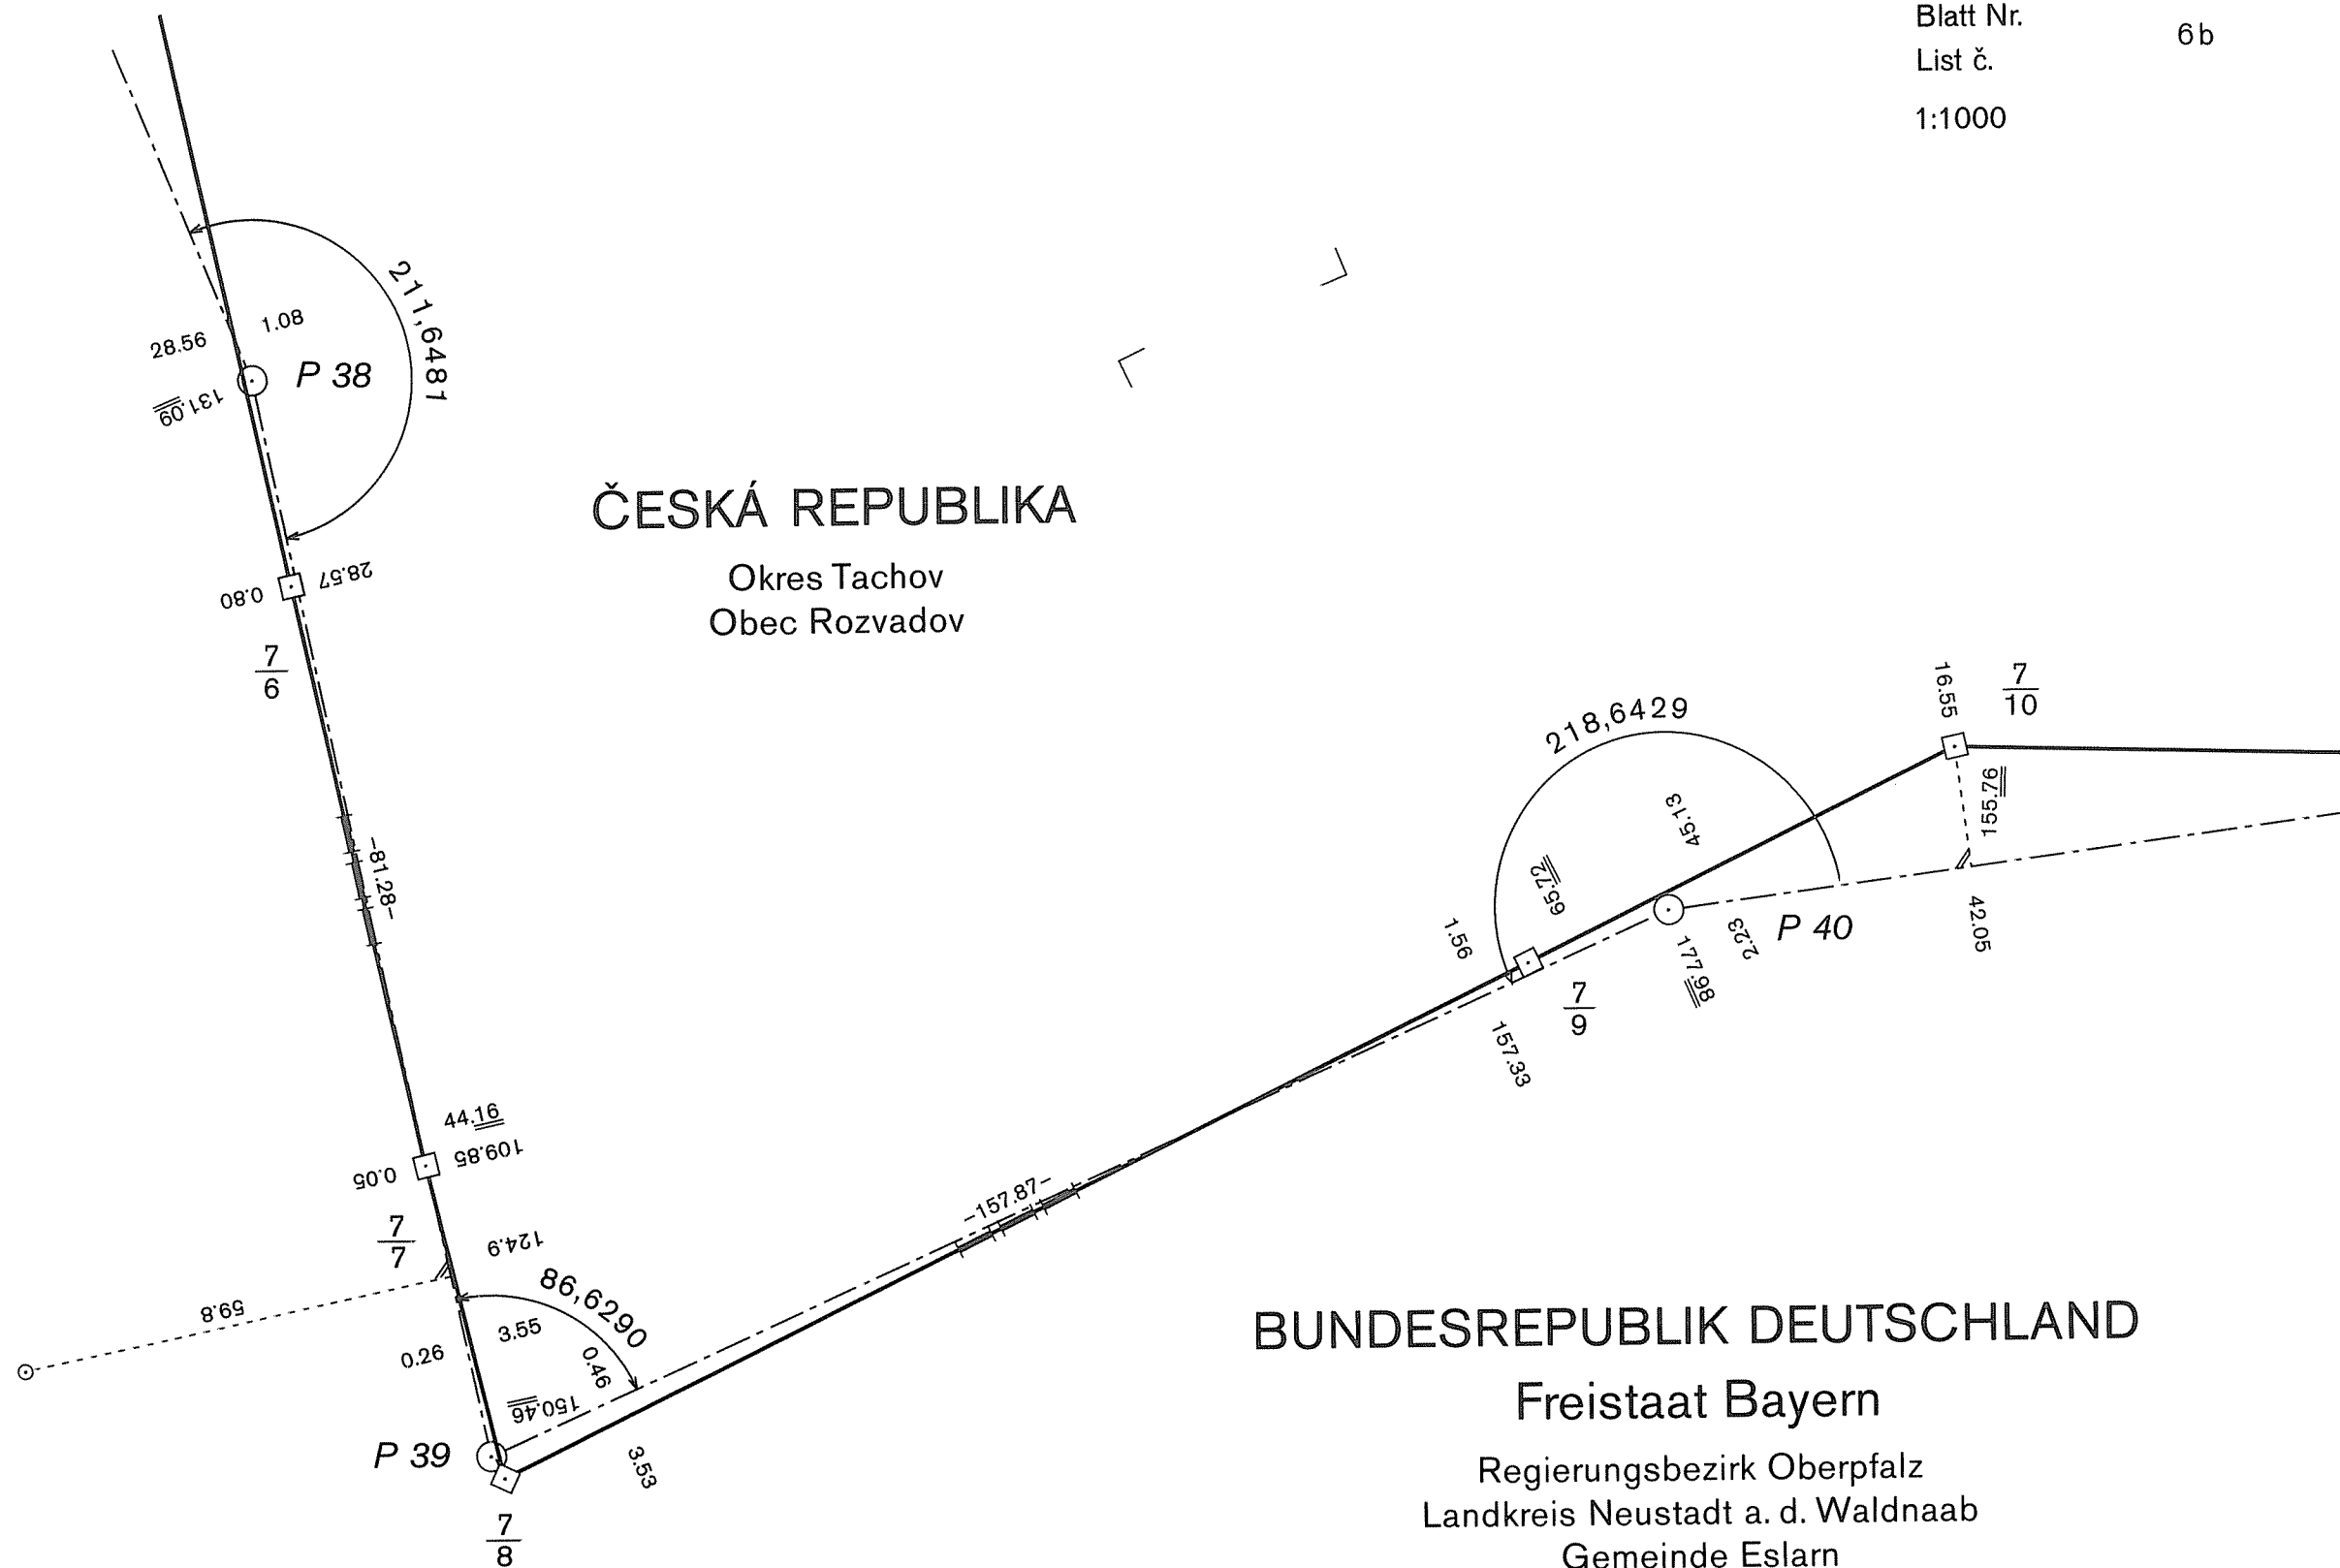 Blatt Nr.
6b
List č.
1:1000
211,6481
1.08
28.56
P 38
131.09
ČESKÁ REPUBLIKA
Okres Tachov
Obec Rozvadov
28.57
0.80
7
6
-81.28-
16.55
7
10
218,6429
155.76
45.13
65.72
1.56
P 40
2.23
42.05
177.98
7
9
157.33
44.16
109.85
0.05
-157.87-
7
7
124.9
86,6290
59.8
3.55
0.26
0.46
150.46
P 39
3.53
7
8
BUNDESREPUBLIK DEUTSCHLAND
Freistaat Bayern
Regierungsbezirk Oberpfalz
Landkreis Neustadt a. d. Waldnaab
Gemeinde Eslarn